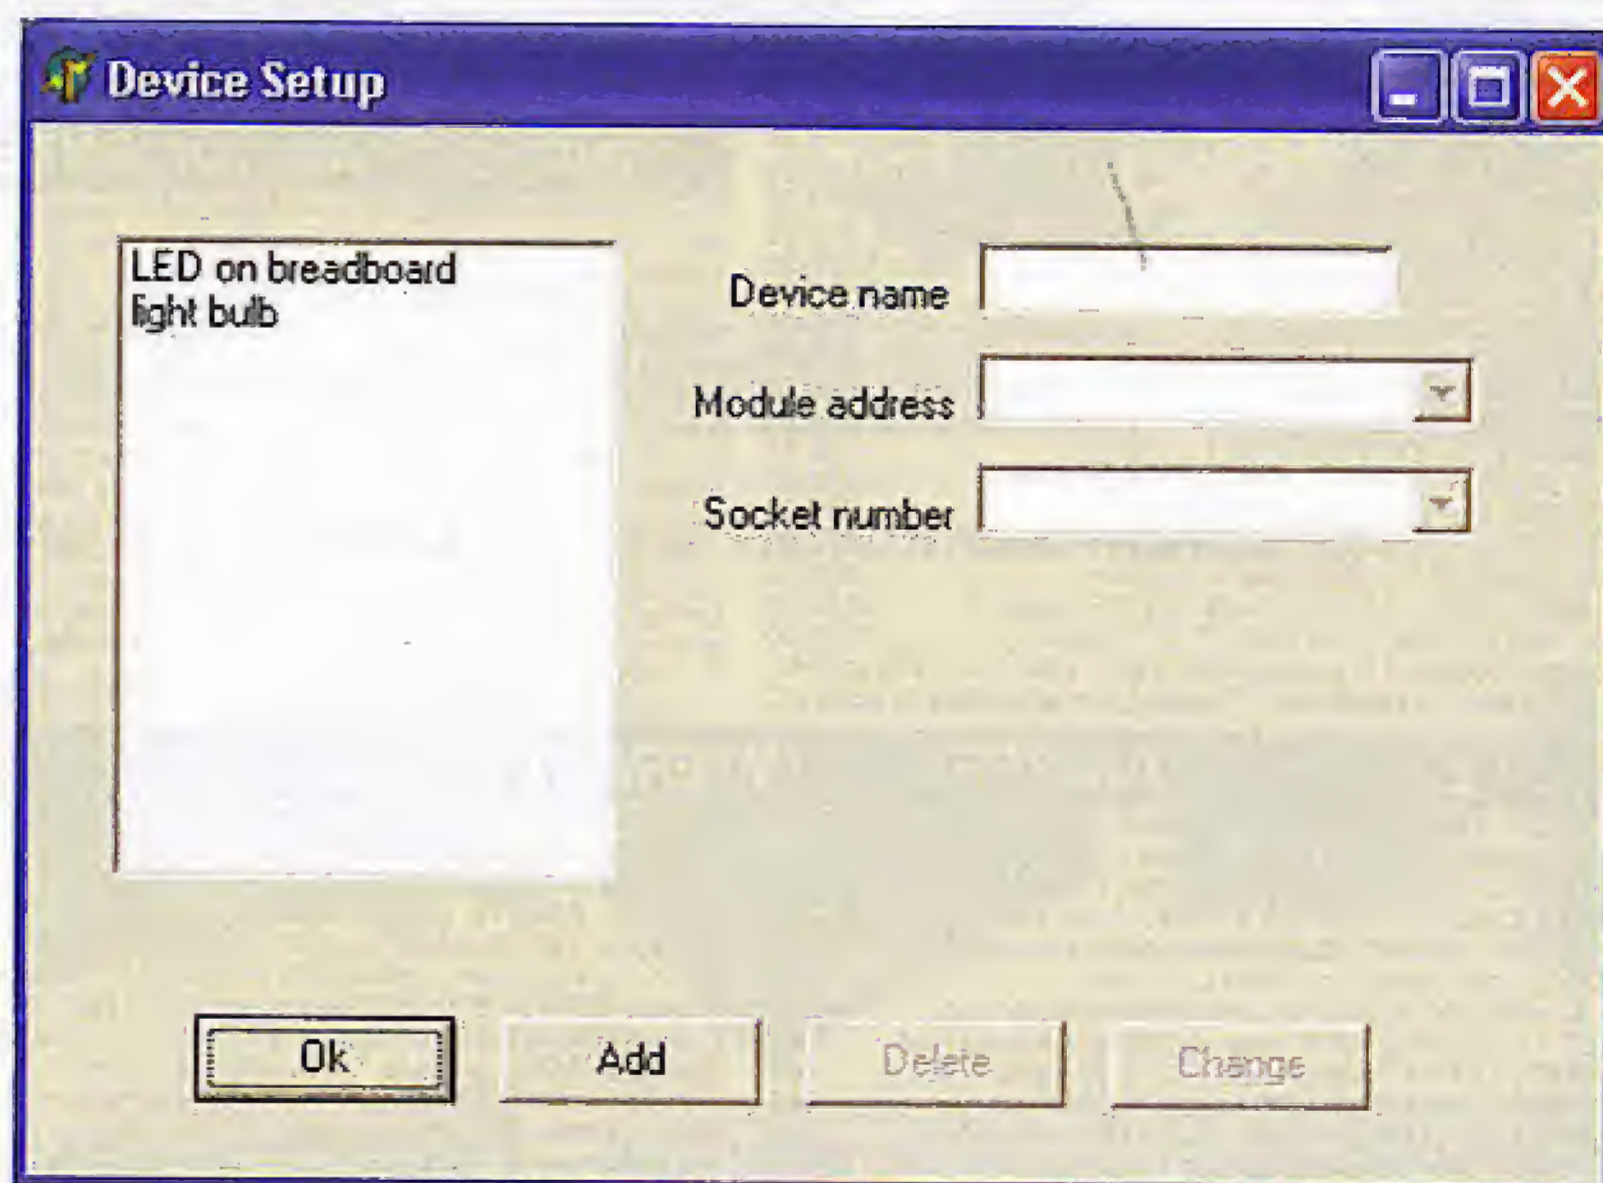 Device Setup
LED on breadboard
light bulb
Device name
Module address
Socket number
Ok
Add
Delete
Change